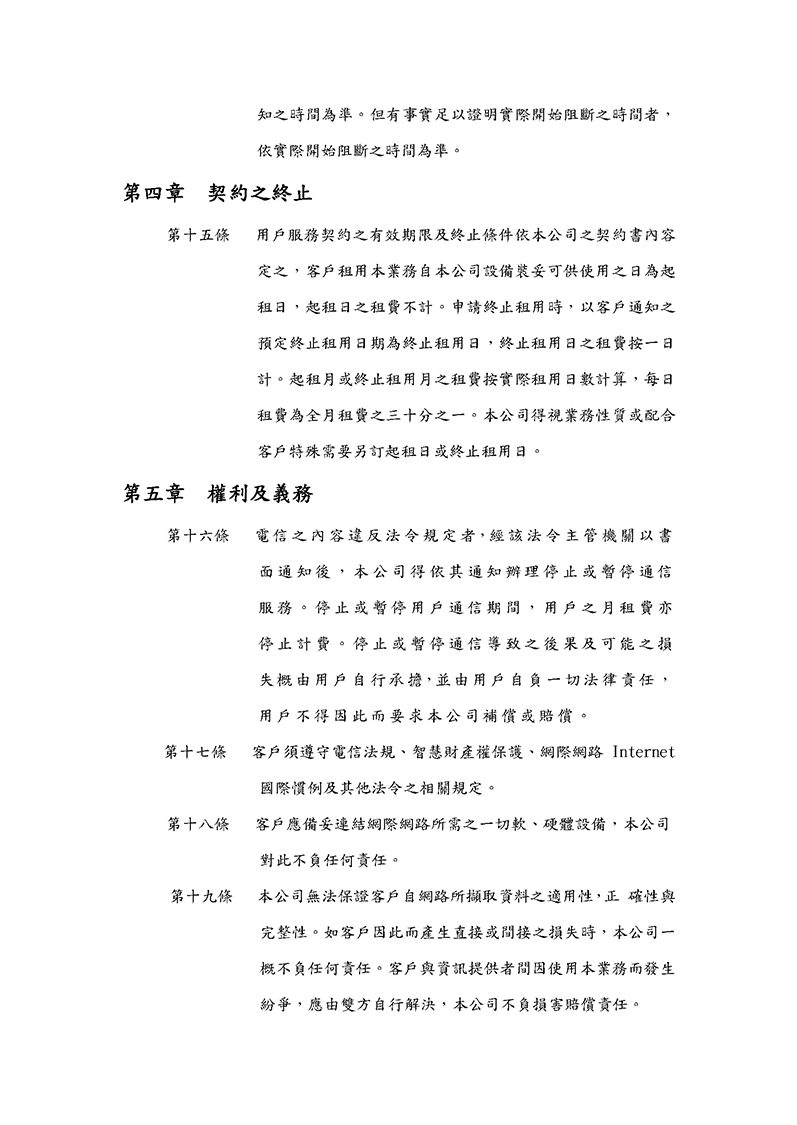 知之時間為準。但有事實足以證明實際開始阻斷之時間者，
依實際開始阻斷之時間為準。
第四章　契約之終止
第十五條　用戶服務契約之有效期限及終止條件依本公司之契約書內容
定之，客戶租用本業務自本公司設備裝妥可供使用之日為起
租日，起租日之租費不計。申請終止租用時，以客戶通知之
預定終止租用日期為終止租用日，終止租用日之租費按一日
計。起租月或終止租用月之租費按實際租用日數計算，每日
租費為全月租費之三十分之一。本公司得視業務性質或配合
客戶特殊需要另訂起租日或終止租用日。
第五章　權利及義務
第十六條　電信之內容違反法令規定者，經該法令主管機關以書
面通知後，本公司得依其通知辦理停止或暫停通信
服務。停止或暫停用戶通信期間，用戶之月租費亦
停止計費。停止或暫停通信導致之後果及可能之損
失概由用戶自行承擔，並由用戶自負一切法律責任，
用戶不得因此而要求本公司補償或賠償。
第十七條　客戶須遵守電信法規、智慧財產權保護、網際網路 Internet
國際慣例及其他法令之相關規定。
第十八條　客戶應備妥連結網際網路所需之一切軟、硬體設備，本公司
對此不負任何責任。
第十九條　本公司無法保證客戶自網路所擷取資料之適用性，正 確性與
完整性。如客戶因此而產生直接或間接之損失時，本公司一
概不負任何責任。客戶與資訊提供者間因使用本業務而發生
紛爭，應由雙方自行解決，本公司不負損害賠償責任。